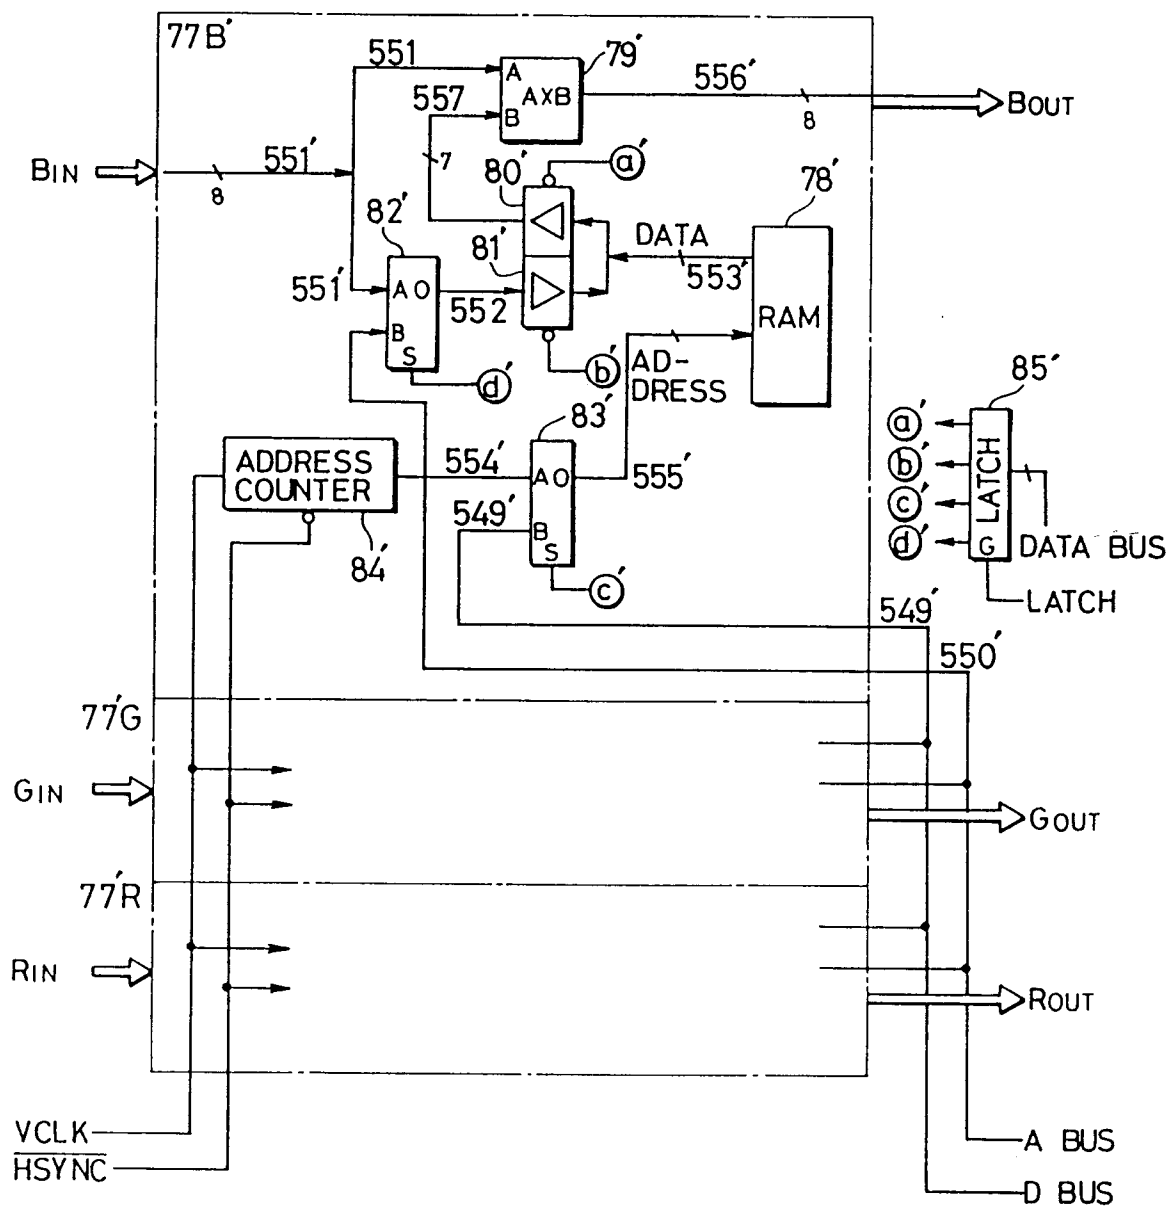 77B′
551
79′
A
A×B
B
556′
8
BOUT
557
7
BIN
551′
8
80′
a′
78′
82′
81′
DATA
553′
551′
A O
B
S
552
RAM
d′
b′
AD-
DRESS
85′
83′
a′
b′
c′
d′
LATCH
G
ADDRESS
COUNTER
554′
A O
B
S
555′
549′
DATA BUS
84′
c′
LATCH
549′
550′
77′G
GIN
GOUT
77′R
RIN
ROUT
VCLK
HSYNC
A BUS
D BUS